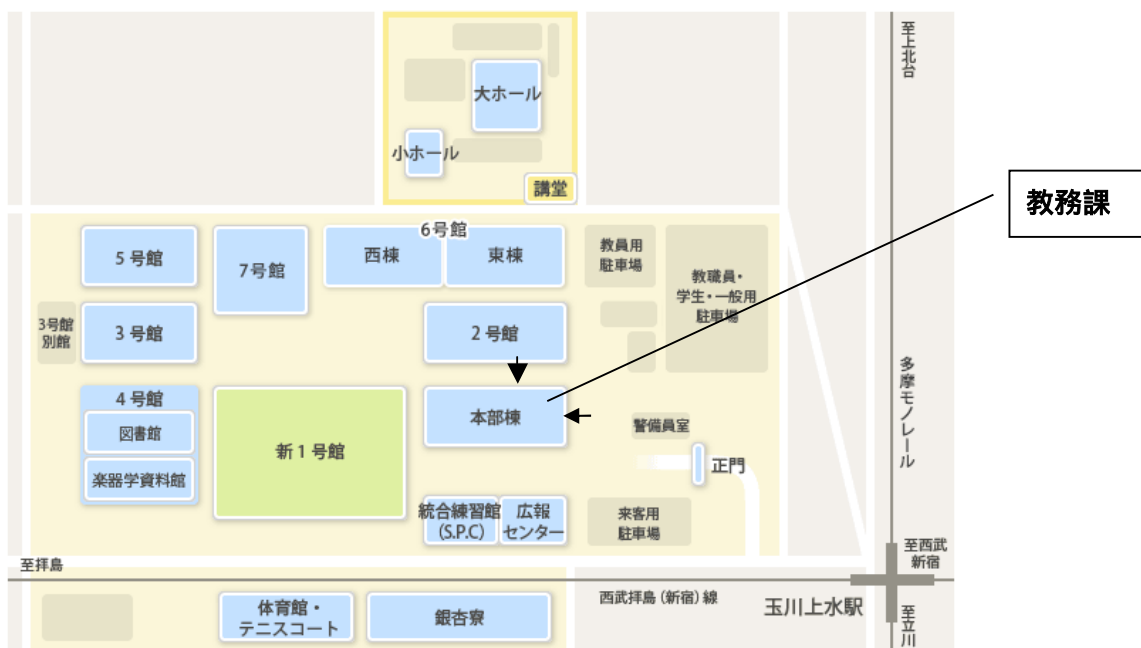 至上北台
大ホール
小ホール
講堂
教務課
6号館
5号館
7号館
西棟
東棟
教員用
駐車場
教職員・
学生・一般用
駐車場
3号館
別館
3号館
2号館
4号館
図書館
楽器学資料館
新1号館
本部棟
警備員室
正門
多摩モノレール
統合練習館
(S.P.C)
広報
センター
来客用
駐車場
至拝島
至西武
新宿
体育館・
テニスコート
銀杏寮
西武拝島(新宿)線
玉川上水駅
至立川